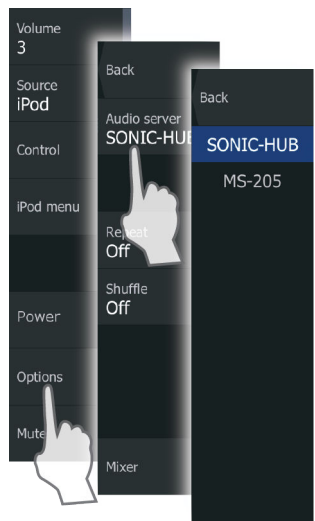 Volume
3
Source
iPod
Control
iPod menu
Power
Options
Mute
Back
Audio server
SONIC-HUB
Repeat
Off
Shuffle
Off
Mixer
Back
SONIC-HUB
MS-205